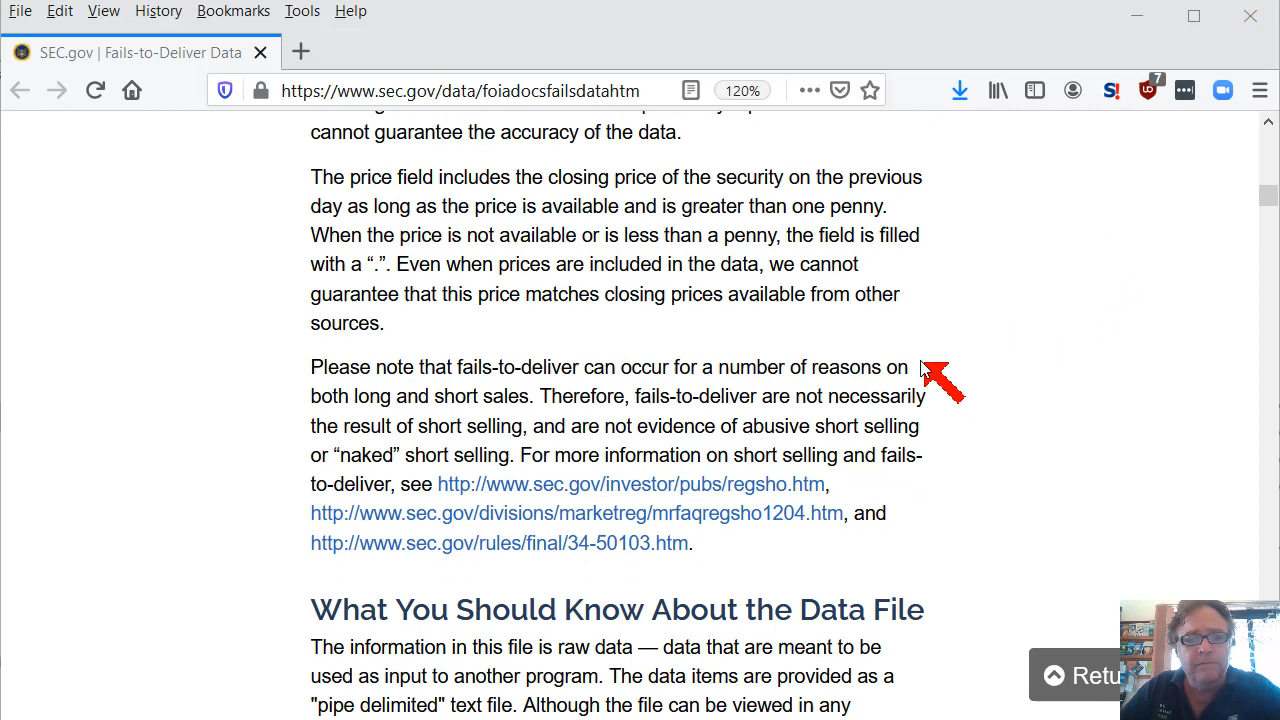 File Edit View History Bookmarks Tools Help
SEC.gov | Fails-to-Deliver Data
https://www.sec.gov/data/foiadocsfailsdatahtm 120% 7
cannot guarantee the accuracy of the data.
The price field includes the closing price of the security on the previous
day as long as the price is available and is greater than one penny.
When the price is not available or is less than a penny, the field is filled
with a “.”. Even when prices are included in the data, we cannot
guarantee that this price matches closing prices available from other
sources.
Please note that fails-to-deliver can occur for a number of reasons on
both long and short sales. Therefore, fails-to-deliver are not necessarily
the result of short selling, and are not evidence of abusive short selling
or “naked” short selling. For more information on short selling and fails-
to-deliver, see http://www.sec.gov/investor/pubs/regsho.htm,
http://www.sec.gov/divisions/marketreg/mrfaqregsho1204.htm, and
http://www.sec.gov/rules/final/34-50103.htm.
What You Should Know About the Data File
The information in this file is raw data — data that are meant to be
used as input to another program. The data items are provided as a
Retu
"pipe delimited" text file. Although the file can be viewed in any